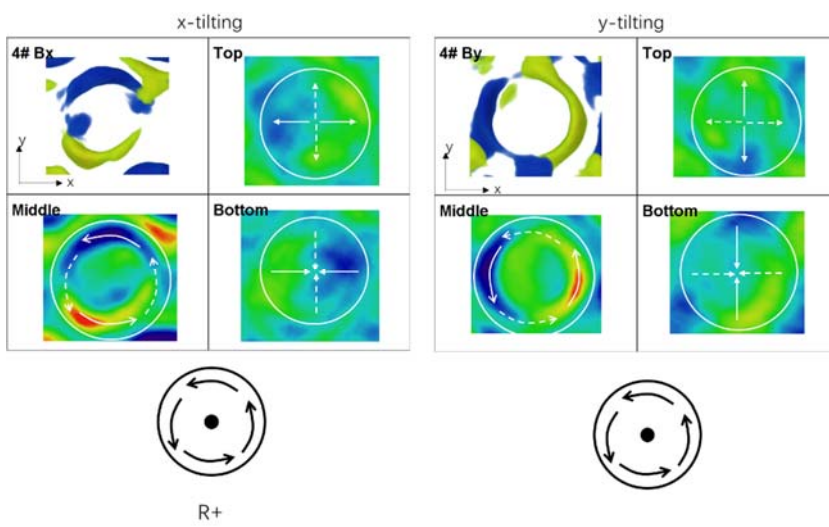 x-tilting
4# Bx
Top
y
x
Middle
Bottom
R+
y-tilting
4# By
Top
y
x
Middle
Bottom